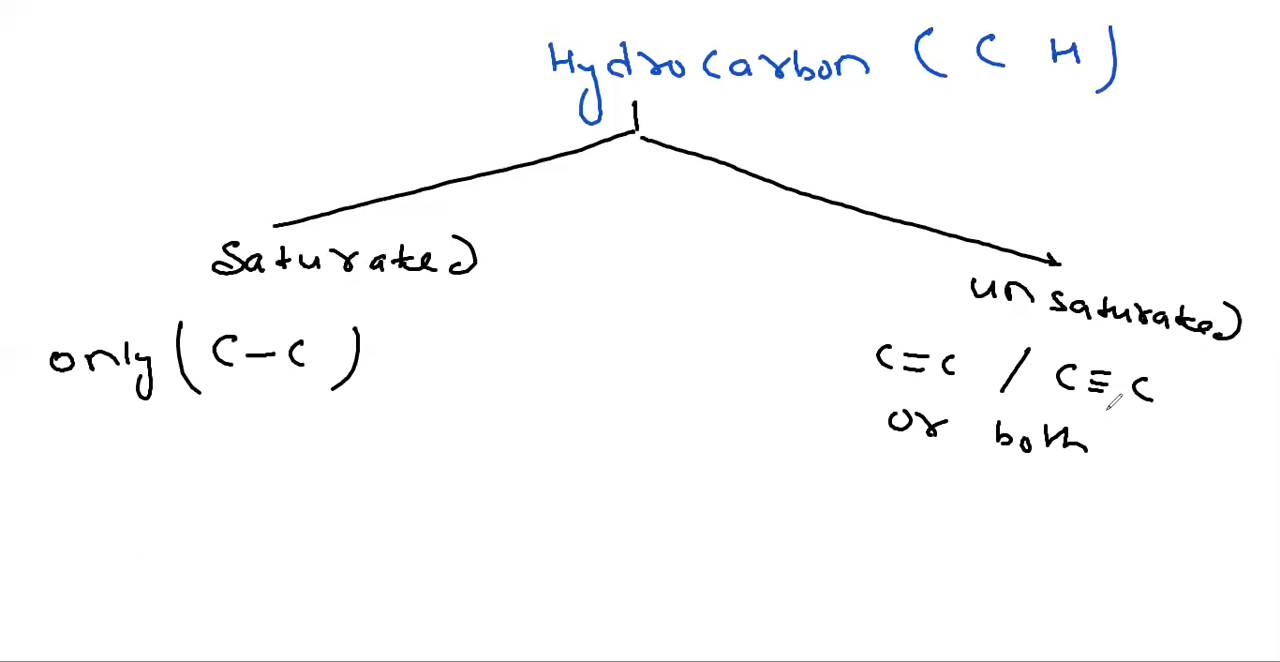 Hydrocarbon ( C H )
Saturated
unsaturated
only ( C – C )
C = C / C ≡ C
or both